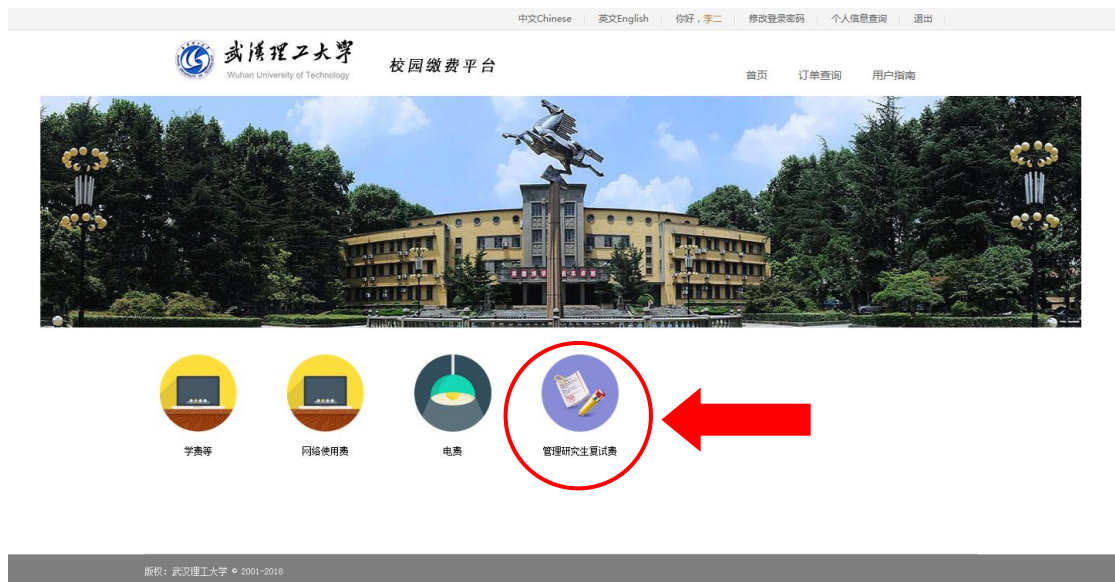 中文Chinese 英文English 你好，李二 修改登录密码 个人信息查询 退出
武汉理工大学
Wuhan University of Technology
校园缴费平台
首页 订单查询 用户指南
学费等 网络使用费 电费 管理研究生复试费
版权：武汉理工大学 © 2001-2018